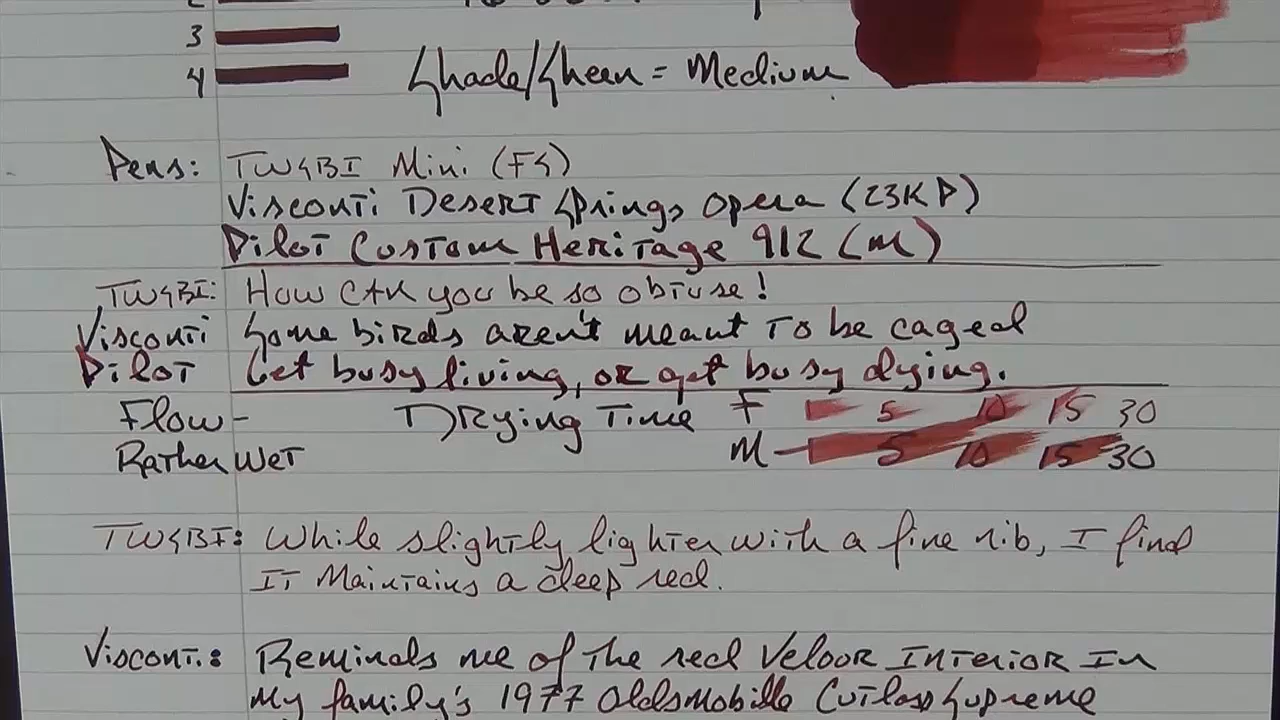 3
4
Shade/Sheen = Medium
Pens: TWSBI Mini (FS)
Visconti Desert Springs Opera (23KP)
Pilot Custom Heritage 912 (M)
TWSBI: How can you be so obtuse!
Visconti Some birds aren't meant to be caged
Pilot Get busy living, or get busy dying.
Flow - Drying Time F 1 5 10 15 30
Rather Wet M - 1 5 10 15 30
TWSBI: While slightly lighter with a fine nib, I find
it maintains a deep red.
Visconti: Reminds me of the red Velour Interior in
my family's 1977 Oldsmobille Cutlass Supreme